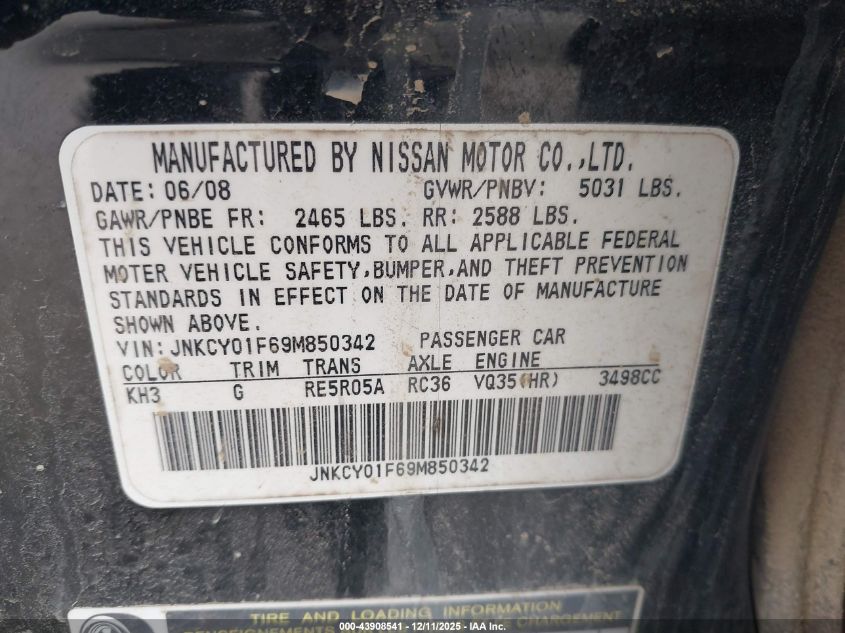 MANUFACTURED BY NISSAN MOTOR CO.,LTD.
DATE: 06/08 GVWR/PNBV: 5031 LBS.
GAWR/PNBE FR: 2465 LBS. RR: 2588 LBS.
THIS VEHICLE CONFORMS TO ALL APPLICABLE FEDERAL
MOTER VEHICLE SAFETY,BUMPER,AND THEFT PREVENTION
STANDARDS IN EFFECT ON THE DATE OF MANUFACTURE
SHOWN ABOVE.
VIN: JNKCY01F69M850342 PASSENGER CAR
COLOR TRIM TRANS AXLE ENGINE
KH3 G RE5R05A RC36 VQ35(HR) 3498CC
JNKCY01F69M850342
TIRE AND LOADING INFORMATION
RENSEIGNEMENTS CHARGEMENT
000-43908541 - 12/11/2025 - IAA Inc.